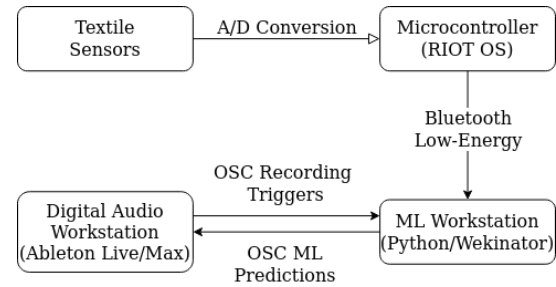 Textile
Sensors
A/D Conversion
Microcontroller
(RIOT OS)
Bluetooth
Low-Energy
OSC Recording
Triggers
Digital Audio
Workstation
(Ableton Live/Max)
ML Workstation
(Python/Wekinator)
OSC ML
Predictions